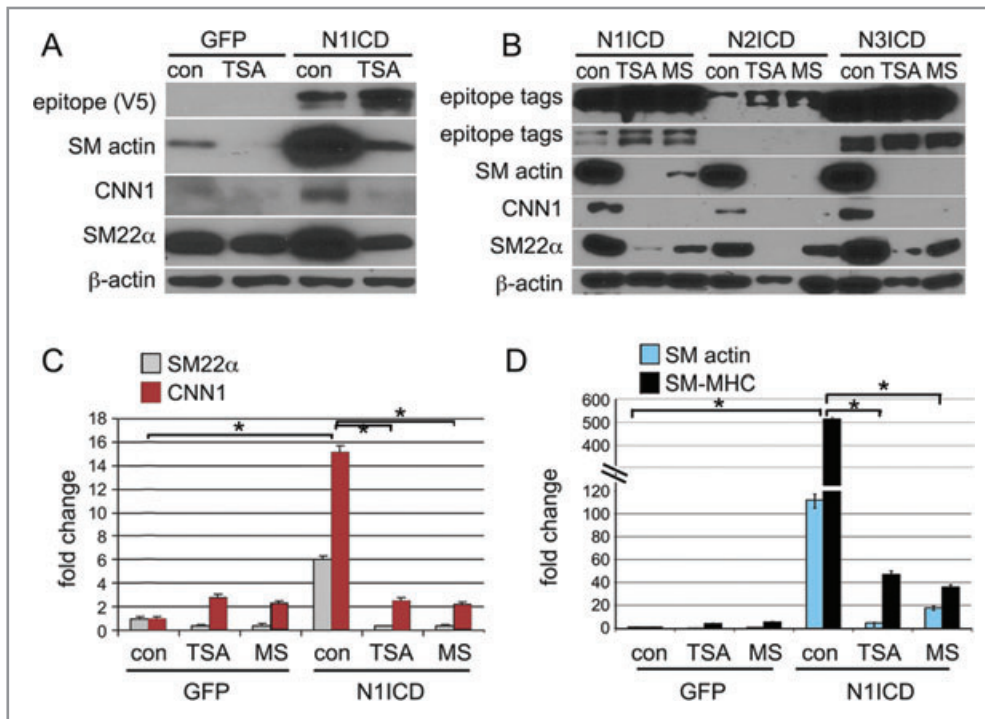 A
GFP N1ICD
con TSA con TSA
epitope (V5)
SM actin
CNN1
SM22α
β-actin
B
N1ICD N2ICD N3ICD
con TSA MS con TSA MS con TSA MS
epitope tags
epitope tags
SM actin
CNN1
SM22α
β-actin
C
SM22α
CNN1
* * *
fold change
18
16
14
12
10
8
6
4
2
0
con TSA MS con TSA MS
GFP N1ICD
D
SM actin
SM-MHC
* * *
fold change
600
500
400
120
100
80
60
40
20
0
con TSA MS con TSA MS
GFP N1ICD